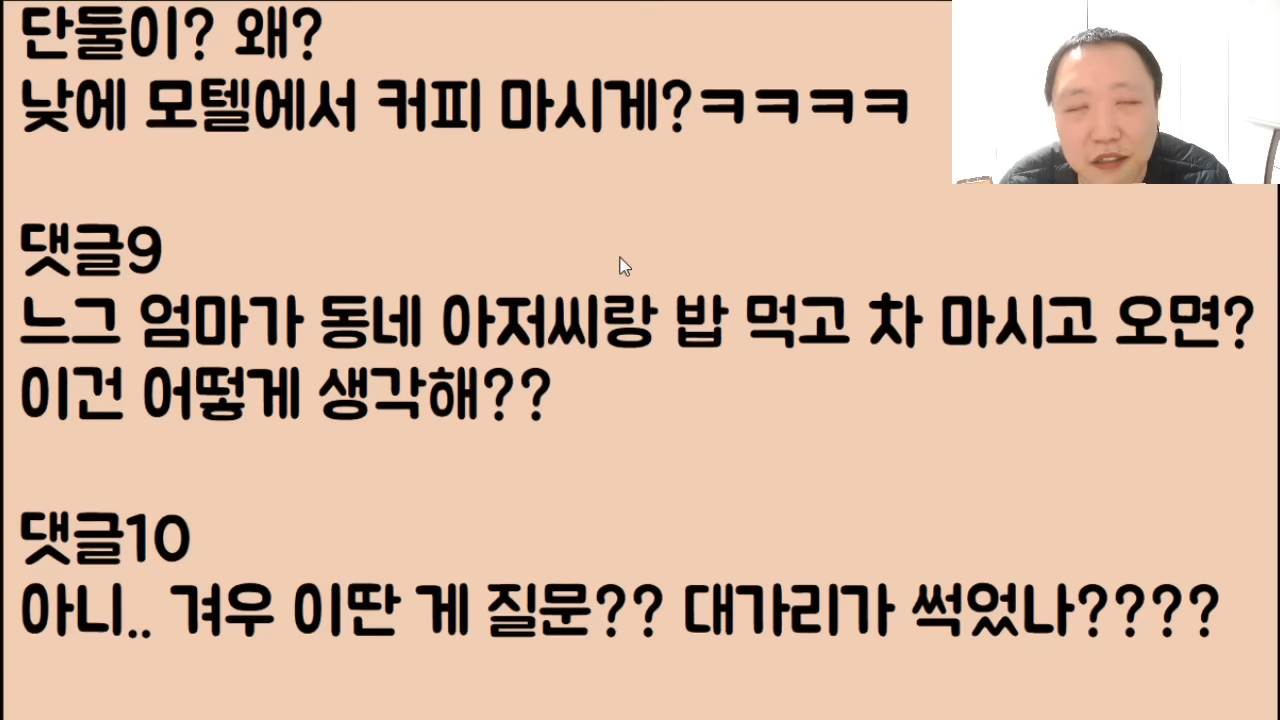 단둘이? 왜?
낮에 모텔에서 커피 마시게?ㅋㅋㅋㅋ
댓글9
느그 엄마가 동네 아저씨랑 밥 먹고 차 마시고 오면?
이건 어떻게 생각해??
댓글10
아니.. 겨우 이딴 게 질문?? 대가리가 썩었나????